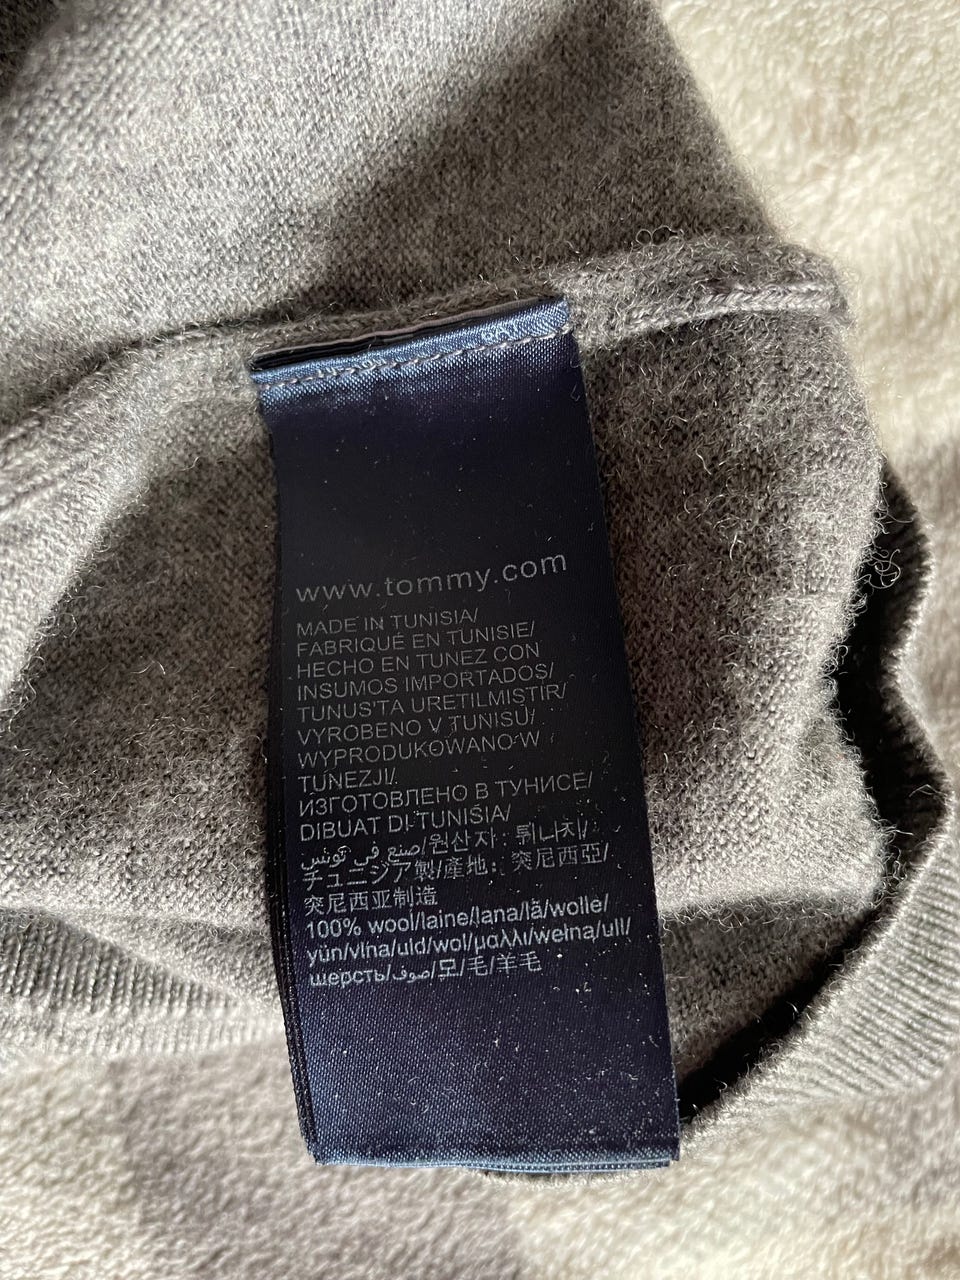 www.tommy.com
MADE IN TUNISIA/
FABRIQUÉ EN TUNISIE/
HECHO EN TUNEZ CON
INSUMOS IMPORTADOS/
TUNUS'TA URETILMISTIR/
VYROBENO V TUNISU/
WYPRODUKOWANO W
TUNEZJI/
ИЗГОТОВЛЕНО В ТУНИСЕ/
DIBUAT DI TUNISIA/
صنع في تونس/원산지: 튀니지/
チュニジア製/產地: 突尼西亞/
突尼西亚制造
100% wool/laine/lana/lã/wolle/
yün/vlna/uld/wol/μαλλι/wełna/ull/
шерсть/صوف/모/毛/羊毛